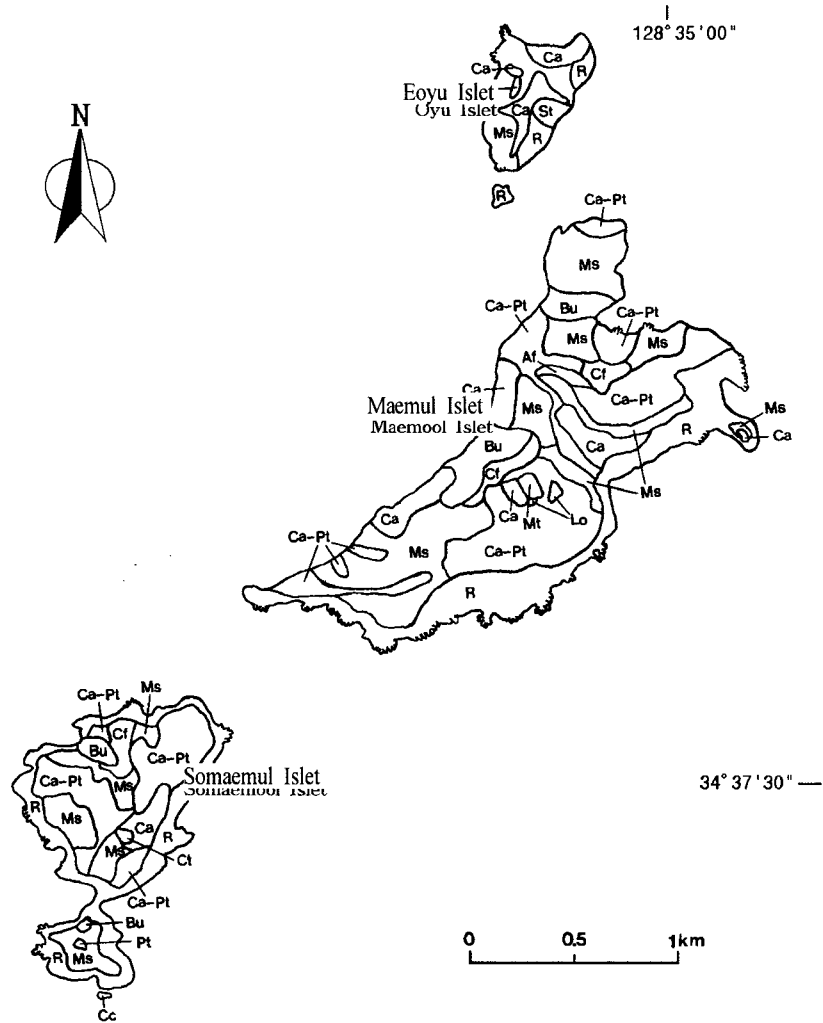 128° 35'00"
Ca
Ca
R
Eoyu Islet
Oyu Islet
Ca
St
Ms
R
N
R
Ca-Pt
Ms
Ca-Pt
Bu
Ca-Pt
Ms
Ms
Af
Cf
Ca
Ca-Pt
Maemul Islet
Ms
Ms
Maemool Islet
R
Ca
Bu
Ca
Cf
Ms
Ca
Ca
Mt
Lo
Ca-Pt
Ms
Ca-Pt
R
Ca-Pt
Ms
Cf
Bu
Ca-Pt
Ca-Pt
Somaemul Islet
Somaemool Islet
34° 37'30"
Ms
R
Ms
Ca
R
Ms
Ct
Ca-Pt
Bu
Pt
R
Ms
Cc
0 0.5 1km